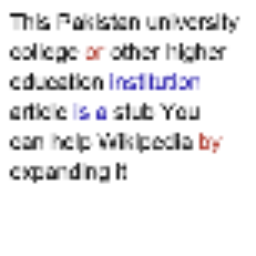 This Pakistan university
college or other higher
education institution
article is a stub You
can help Wikipedia by
expanding it